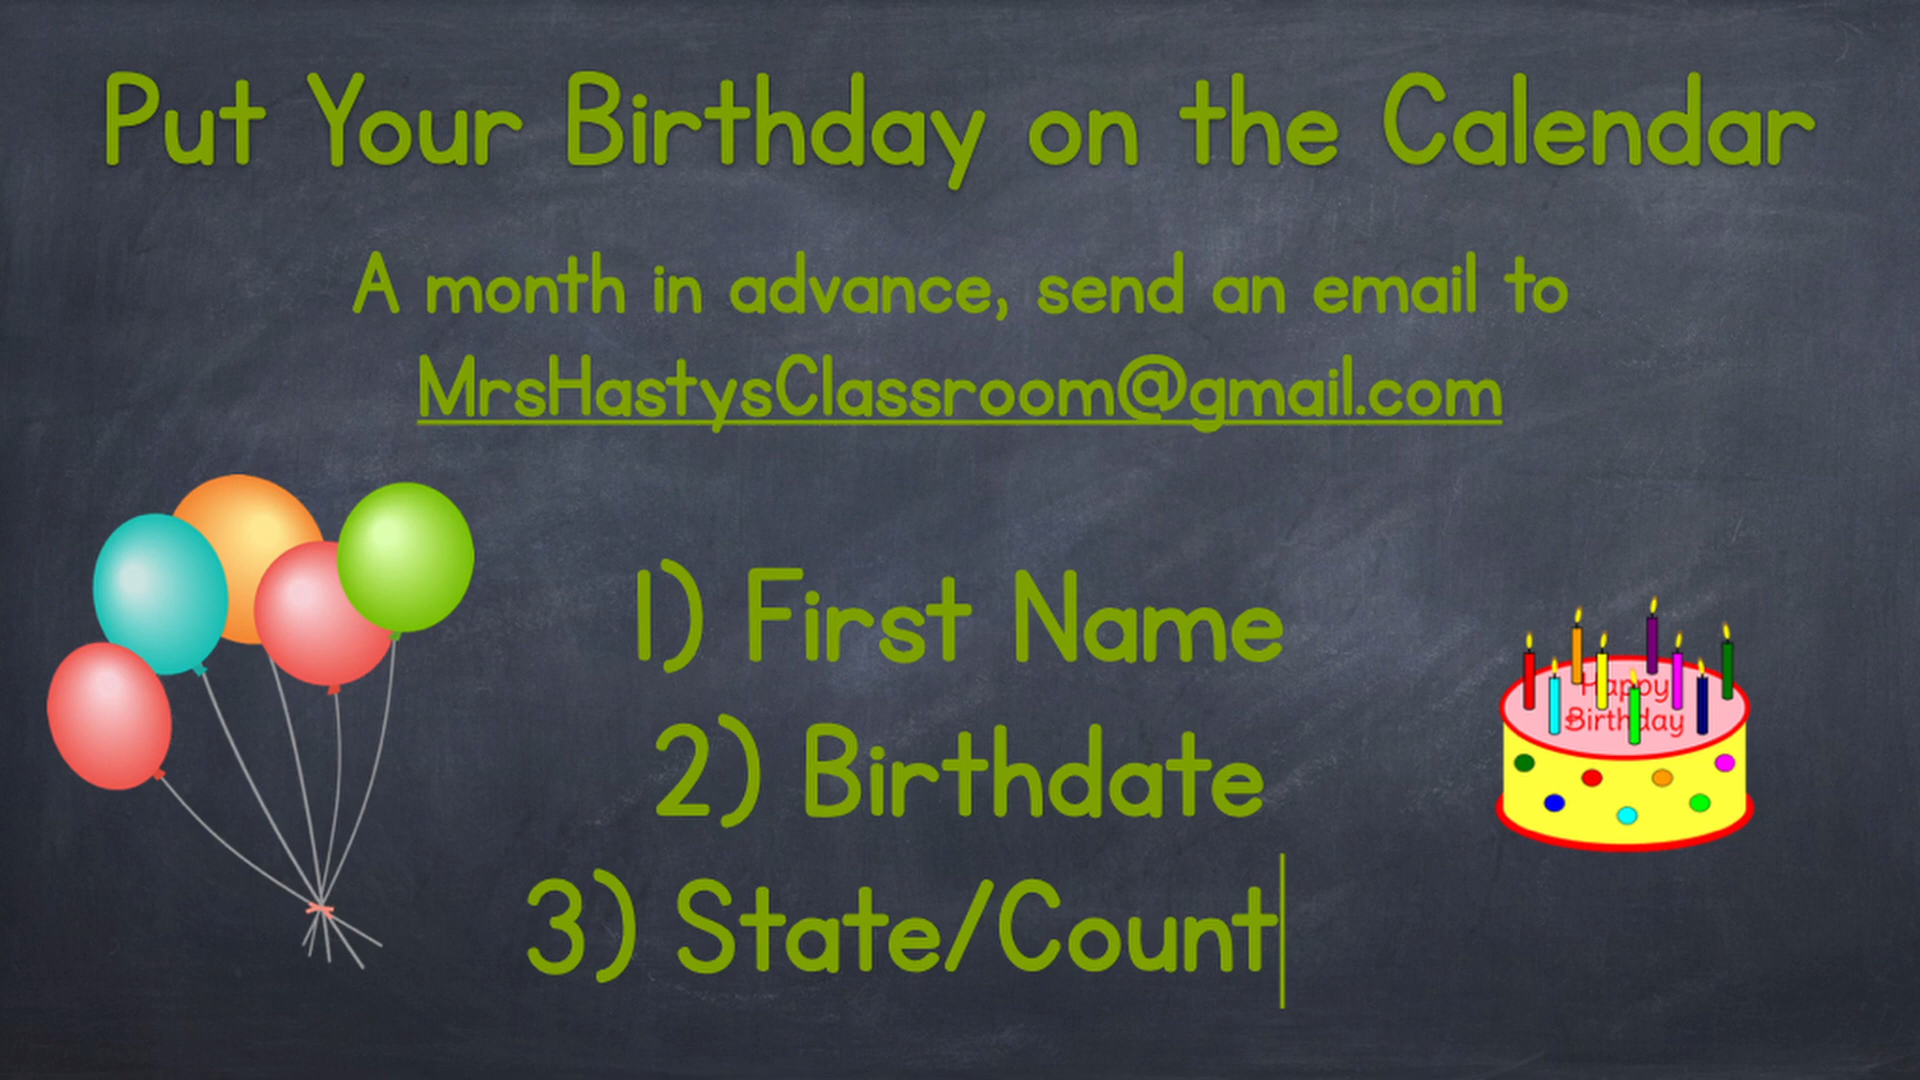 Put Your Birthday on the Calendar
A month in advance, send an email to
MrsHastysClassroom@gmail.com
1) First Name
2) Birthdate
3) State/Count
Happy
Birthday